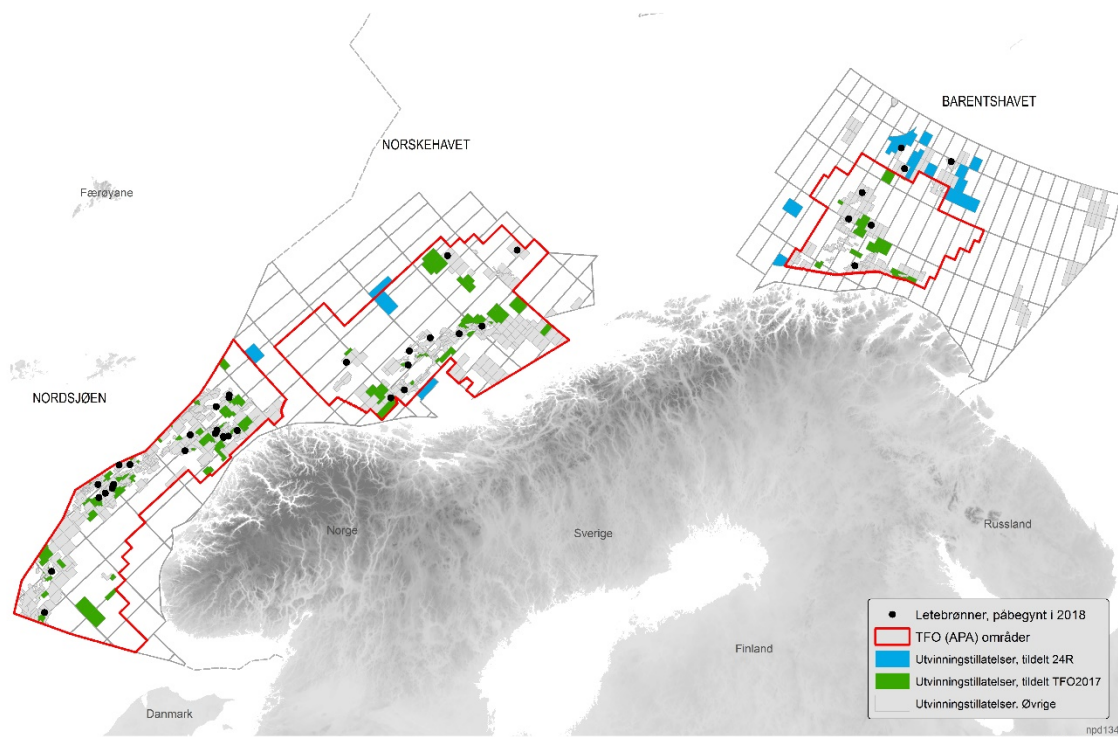 BARENTSHAVET
NORSKEHAVET
Færøyane
NORDSJØEN
Norge
Sverige
Russland
Finland
Danmark
Letebrønner, påbegynt i 2018
TFO (APA) områder
Utvinningstillatelser, tildelt 24R
Utvinningstillatelser, tildelt TFO2017
Utvinningstillatelser. Øvrige
npd134